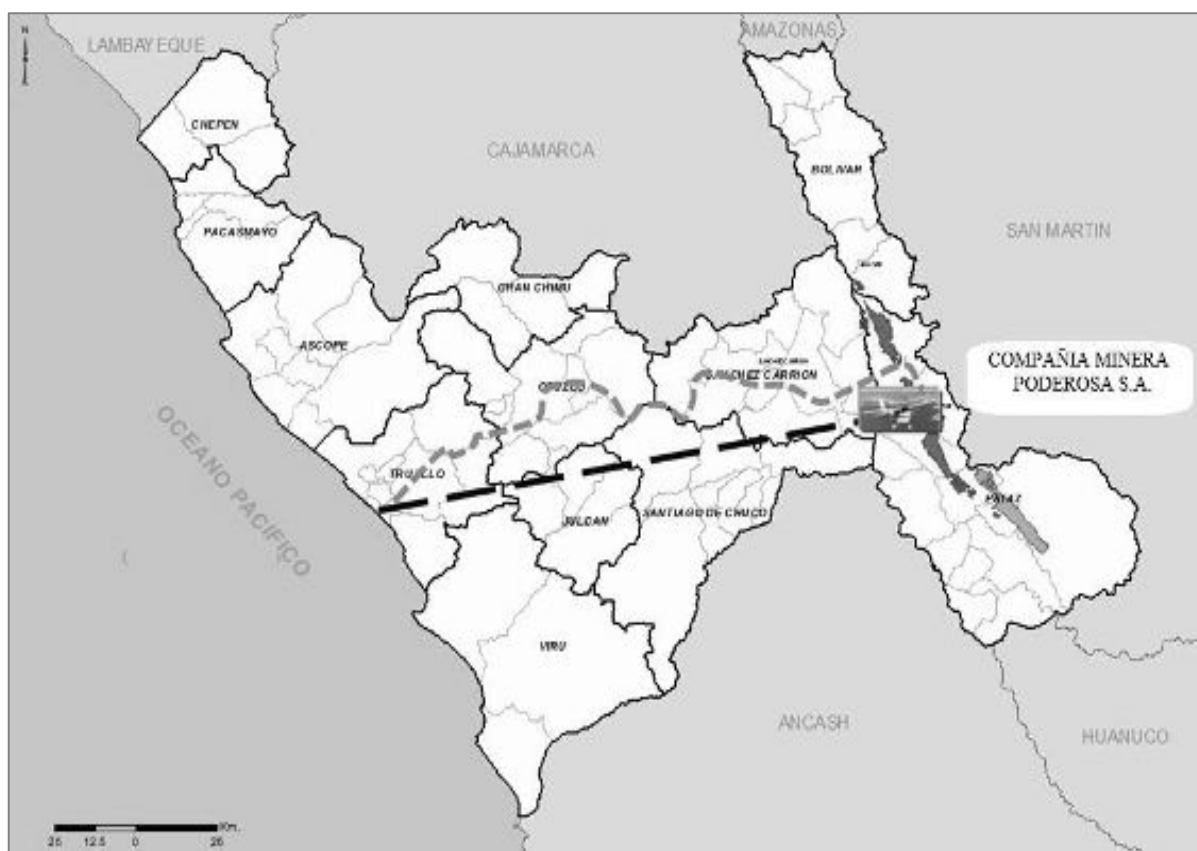 N
LAMBAYEQUE
AMAZONAS
CHEPEN
CAJAMARCA
BOLIVAR
PACASMAYO
SAN MARTIN
GRAN CHIMU
ASCOPE
SANCHEZ CARRION
COMPAÑIA MINERA
PODEROSA S.A.
OTUZCO
TRUJILLO
OCEANO PACIFICO
PATAZ
JULCAN
SANTIAGO DE CHUCO
VIRU
ANCASH
HUANUCO
Km.
25 12.5 0 25